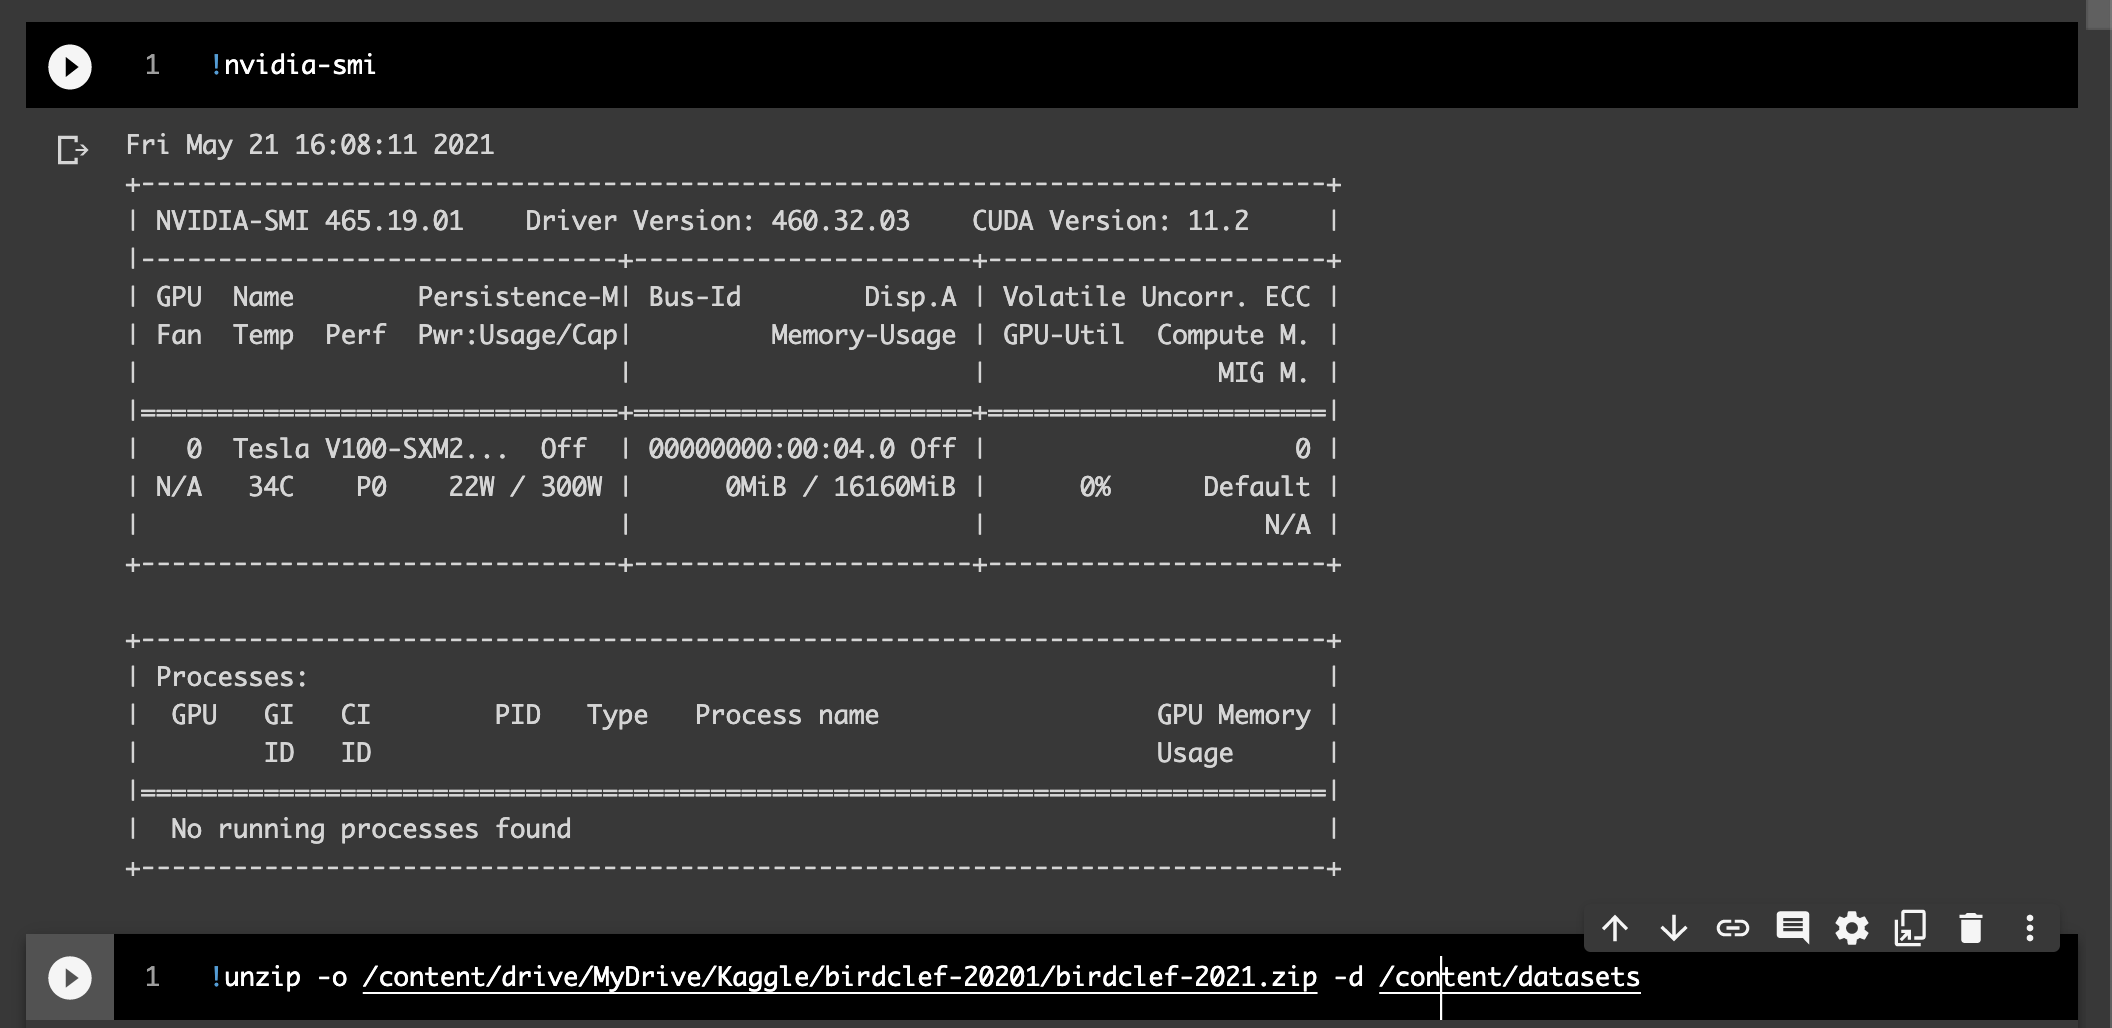 1 !nvidia-smi
Fri May 21 16:08:11 2021
+-----------------------------------------------------------------------------+
| NVIDIA-SMI 465.19.01    Driver Version: 460.32.03    CUDA Version: 11.2     |
|-------------------------------+----------------------+----------------------+
| GPU  Name        Persistence-M| Bus-Id        Disp.A | Volatile Uncorr. ECC |
| Fan  Temp  Perf  Pwr:Usage/Cap|         Memory-Usage | GPU-Util  Compute M. |
|                               |                      |               MIG M. |
|===============================+======================+======================|
|   0  Tesla V100-SXM2...  Off  | 00000000:00:04.0 Off |                    0 |
| N/A   34C    P0    22W / 300W |      0MiB / 16160MiB |      0%      Default |
|                               |                      |                  N/A |
+-------------------------------+----------------------+----------------------+
+-----------------------------------------------------------------------------+
| Processes:                                                                  |
|  GPU   GI   CI        PID   Type   Process name                  GPU Memory |
|        ID   ID                                                   Usage      |
|=============================================================================|
|  No running processes found                                                 |
+-----------------------------------------------------------------------------+
1 !unzip -o /content/drive/MyDrive/Kaggle/birdclef-20201/birdclef-2021.zip -d /content/datasets